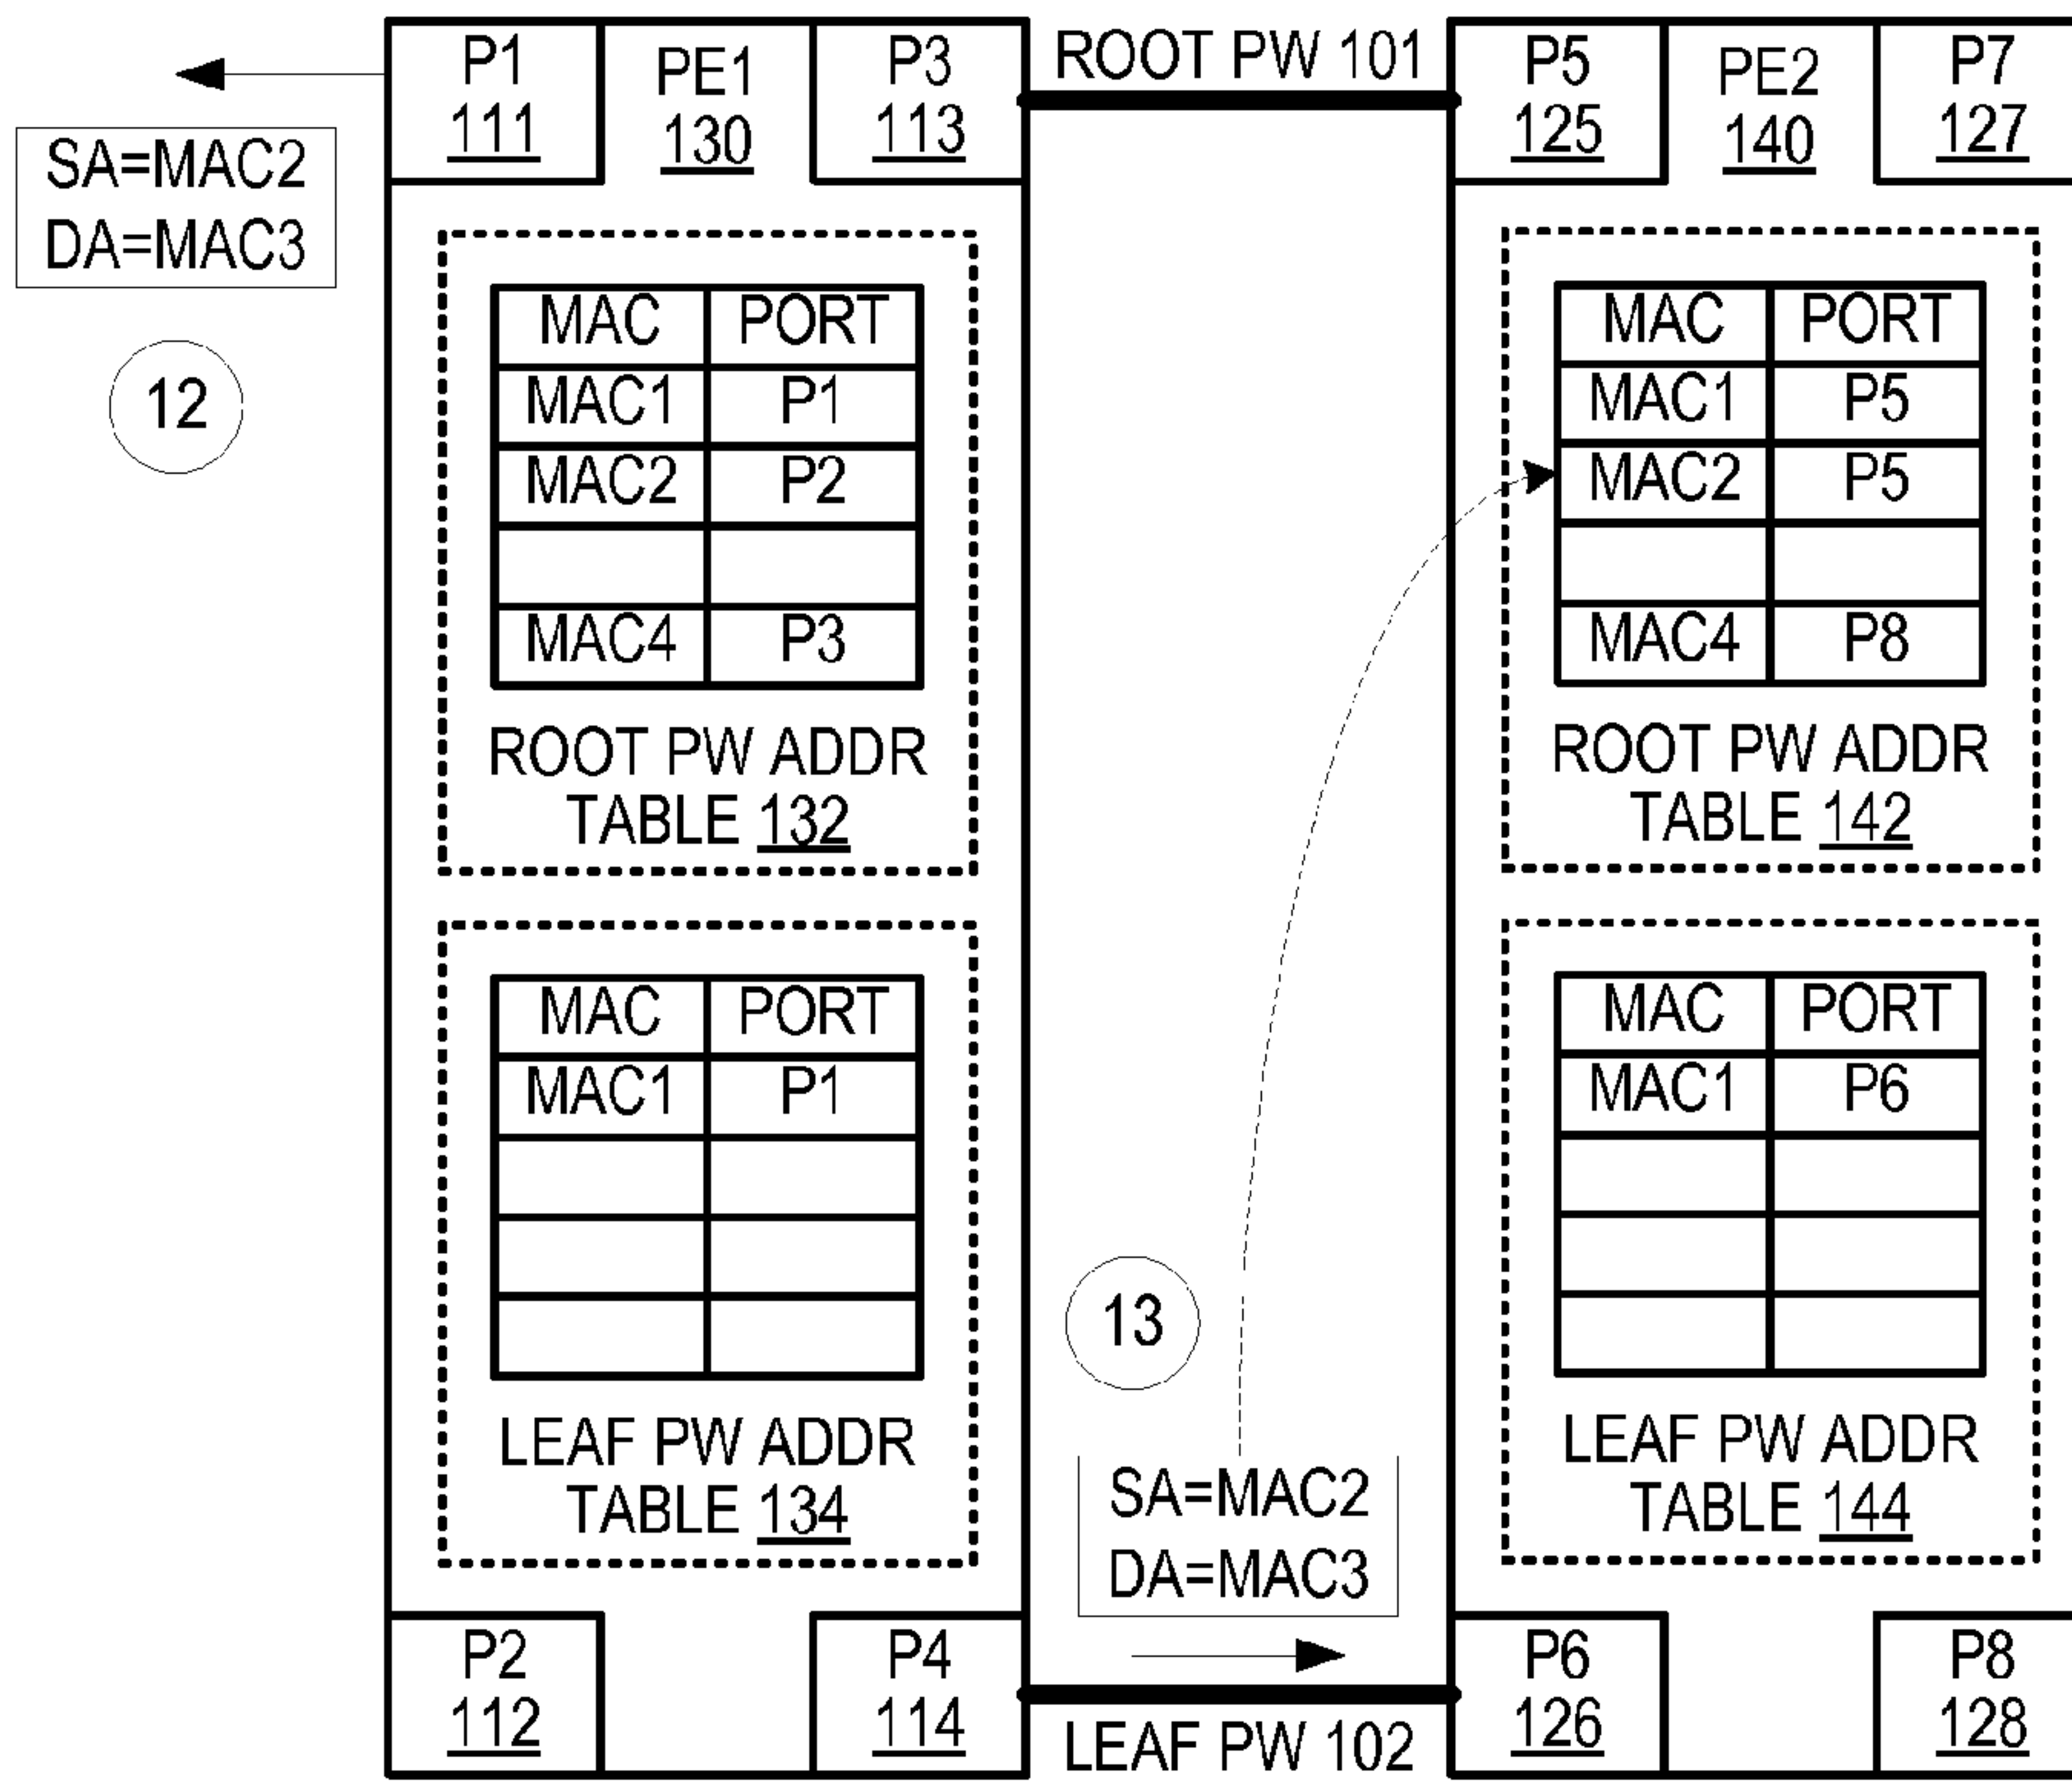 P1
111
PE1
130
P3
113
ROOT PW 101
P5
125
PE2
140
P7
127
SA=MAC2
DA=MAC3
12
MAC PORT
MAC1 P1
MAC2 P2
MAC4 P3
ROOT PW ADDR
TABLE 132
MAC PORT
MAC1 P5
MAC2 P5
MAC4 P8
ROOT PW ADDR
TABLE 142
MAC PORT
MAC1 P1
LEAF PW ADDR
TABLE 134
13
SA=MAC2
DA=MAC3
MAC PORT
MAC1 P6
LEAF PW ADDR
TABLE 144
P2
112
P4
114
LEAF PW 102
P6
126
P8
128